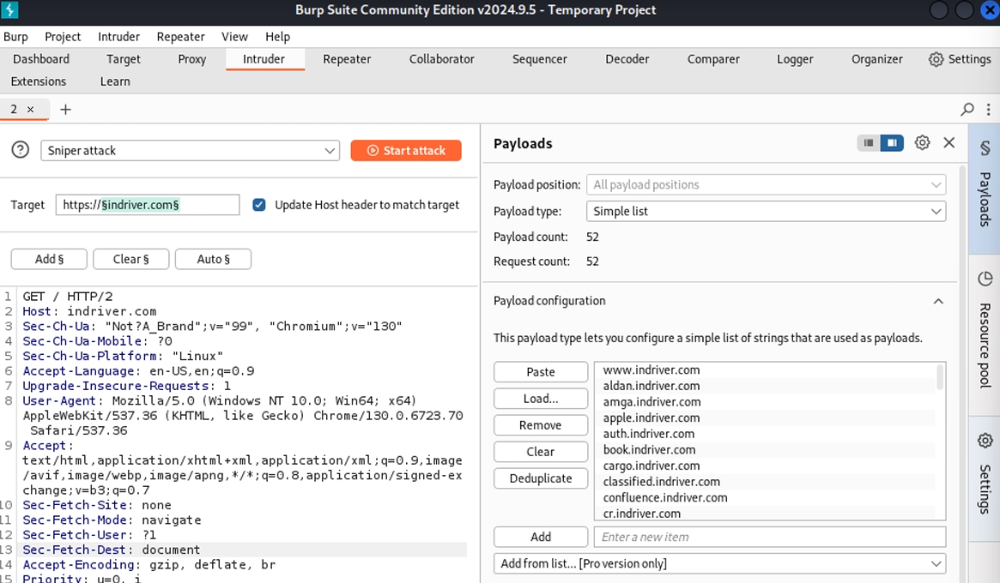 Burp Suite Community Edition v2024.9.5 - Temporary Project
Burp Project Intruder Repeater View Help
Dashboard Target Proxy Intruder Repeater Collaborator Sequencer Decoder Comparer Logger Organizer Settings
Extensions Learn
2 × +
Sniper attack Start attack
Target https://§indriver.com§ Update Host header to match target
Add § Clear § Auto §
1 GET / HTTP/2
2 Host: indriver.com
3 Sec-Ch-Ua: "Not?A_Brand";v="99", "Chromium";v="130"
4 Sec-Ch-Ua-Mobile: ?0
5 Sec-Ch-Ua-Platform: "Linux"
6 Accept-Language: en-US,en;q=0.9
7 Upgrade-Insecure-Requests: 1
8 User-Agent: Mozilla/5.0 (Windows NT 10.0; Win64; x64)
AppleWebKit/537.36 (KHTML, like Gecko) Chrome/130.0.6723.70
Safari/537.36
9 Accept:
text/html,application/xhtml+xml,application/xml;q=0.9,image
/avif,image/webp,image/apng,*/*;q=0.8,application/signed-ex
change;v=b3;q=0.7
10 Sec-Fetch-Site: none
11 Sec-Fetch-Mode: navigate
12 Sec-Fetch-User: ?1
13 Sec-Fetch-Dest: document
14 Accept-Encoding: gzip, deflate, br
15 Priority: u=0, i
Payloads
Payload position: All payload positions
Payload type: Simple list
Payload count: 52
Request count: 52
Payload configuration
This payload type lets you configure a simple list of strings that are used as payloads.
Paste
Load...
Remove
Clear
Deduplicate
www.indriver.com
aldan.indriver.com
amga.indriver.com
apple.indriver.com
auth.indriver.com
book.indriver.com
cargo.indriver.com
classified.indriver.com
confluence.indriver.com
cr.indriver.com
Add Enter a new item
Add from list... [Pro version only]
§ Payloads
Resource pool
Settings